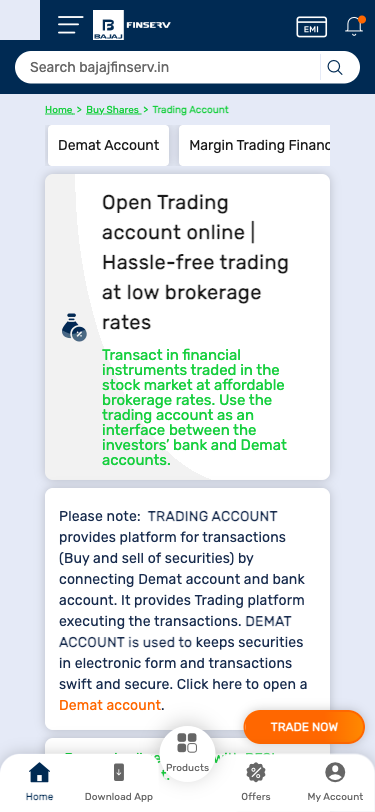 BAJAJ FINSERV
EMI
Search bajajfinserv.in
Home > Buy Shares > Trading Account
Demat Account
Margin Trading Financ
Open Trading
account online |
Hassle-free trading
at low brokerage
rates
Transact in financial
instruments traded in the
stock market at affordable
brokerage rates. Use the
trading account as an
interface between the
investors' bank and Demat
accounts.
Please note: TRADING ACCOUNT
provides platform for transactions
(Buy and sell of securities) by
connecting Demat account and bank
account. It provides Trading platform
executing the transactions. DEMAT
ACCOUNT is used to keeps securities
in electronic form and transactions
swift and secure. Click here to open a
Demat account.
TRADE NOW
Home
Download App
Products
Offers
My Account